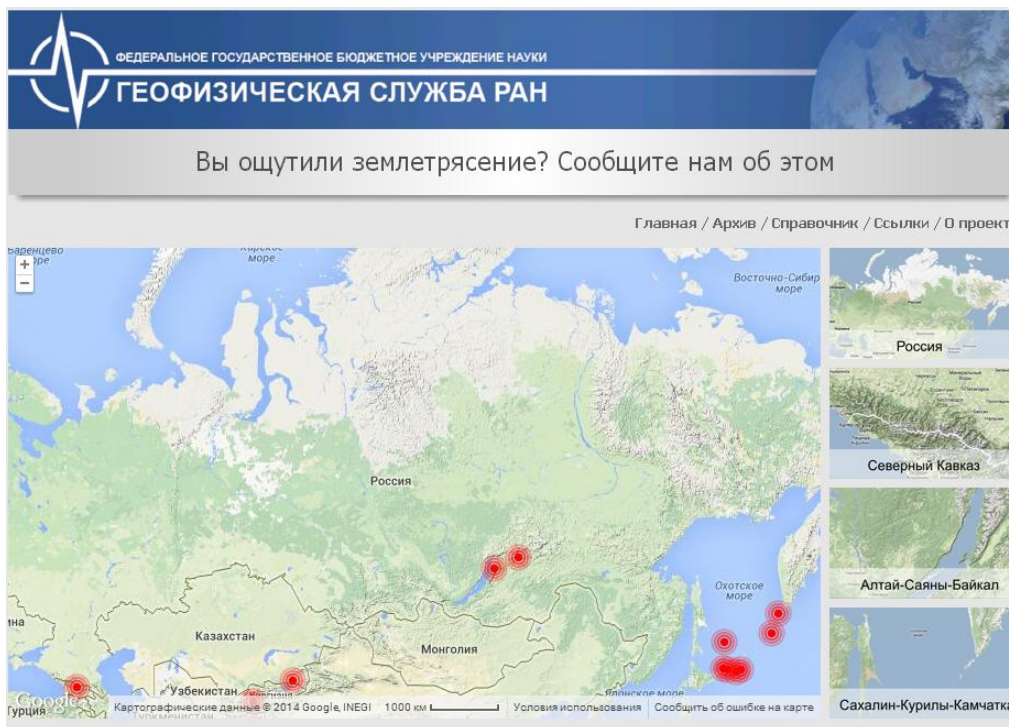 ФЕДЕРАЛЬНОЕ ГОСУДАРСТВЕННОЕ БЮДЖЕТНОЕ УЧРЕЖДЕНИЕ НАУКИ
ГЕОФИЗИЧЕСКАЯ СЛУЖБА РАН
Вы ощутили землетрясение? Сообщите нам об этом
Главная / Архив / Справочник / Ссылки / О проект
Баренцево
море
Карское
море
Восточно-Сибир
море
Россия
Охотское
море
на
Казахстан
Монголия
Узбекистан
Японское море
Google
Турция
Туркменистан
Картографические данные © 2014 Google, INEGI 1000 км Условия использования Сообщить об ошибке на карте
Россия
Северный Кавказ
Алтай-Саяны-Байкал
Сахалин-Курилы-Камчатка